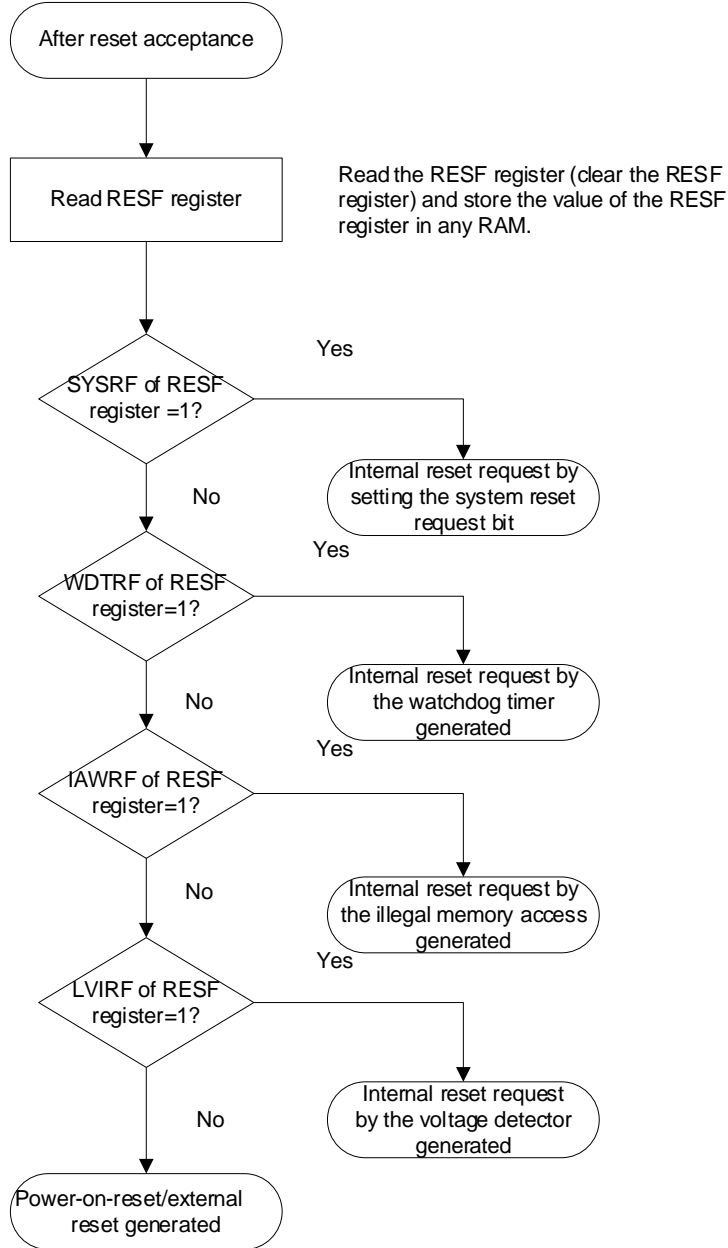 After reset acceptance
Read RESF register
Read the RESF register (clear the RESF
register) and store the value of the RESF
register in any RAM.
Yes
SYSRF of RESF
register =1?
Internal reset request by
setting the system reset
request bit
No
Yes
WDTRF of RESF
register=1?
Internal reset request by
the watchdog timer
generated
No
Yes
IAWRF of RESF
register=1?
Internal reset request by
the illegal memory access
generated
No
Yes
LVIRF of RESF
register=1?
Internal reset request
by the voltage detector
generated
No
Power-on-reset/external
reset generated